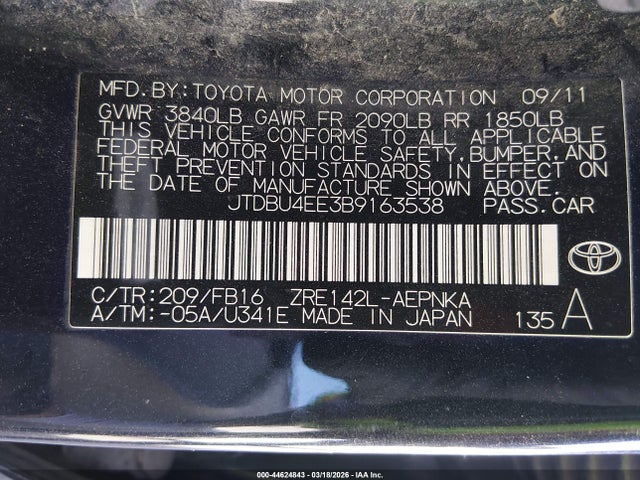 MFD.BY:TOYOTA MOTOR CORPORATION 09/11
GVWR 3840LB GAWR FR 2090LB RR 1850LB
THIS VEHICLE CONFORMS TO ALL APPLICABLE
FEDERAL MOTOR VEHICLE SAFETY,BUMPER,AND
THEFT PREVENTION STANDARDS IN EFFECT ON
THE DATE OF MANUFACTURE SHOWN ABOVE.
JTDBU4EE3B9163538 PASS.CAR
C/TR:209/FB16 ZRE142L-AEPNKA
A/TM:-05A/U341E MADE IN JAPAN 135 A
000-44624843 — 03/18/2026 — IAA Inc.